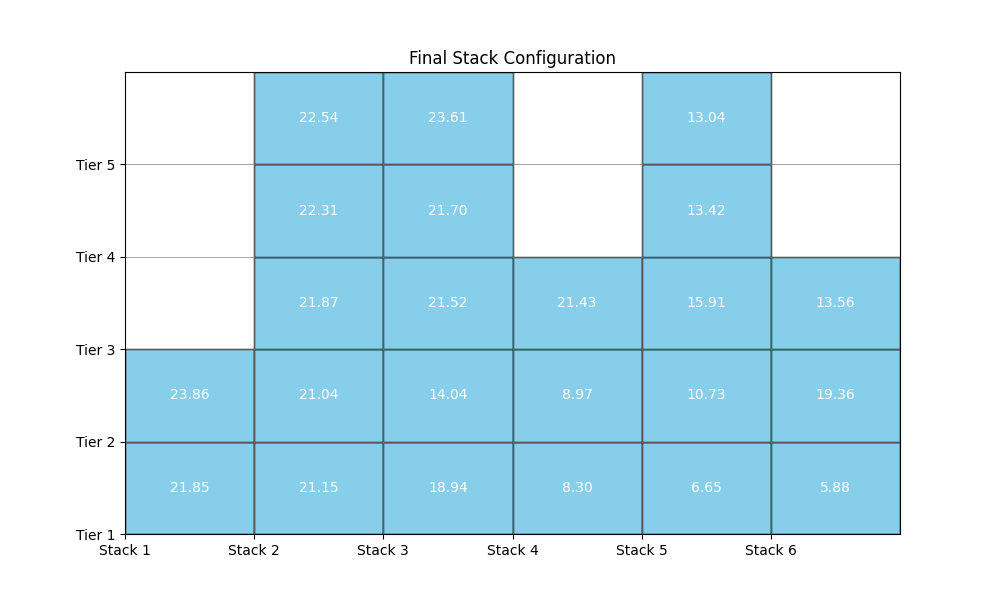 Final Stack Configuration
22.54 23.61 13.04
Tier 5
22.31 21.70 13.42
Tier 4
21.87 21.52 21.43 15.91 13.56
Tier 3
23.86 21.04 14.04 8.97 10.73 19.36
Tier 2
21.85 21.15 18.94 8.30 6.65 5.88
Tier 1
Stack 1 Stack 2 Stack 3 Stack 4 Stack 5 Stack 6